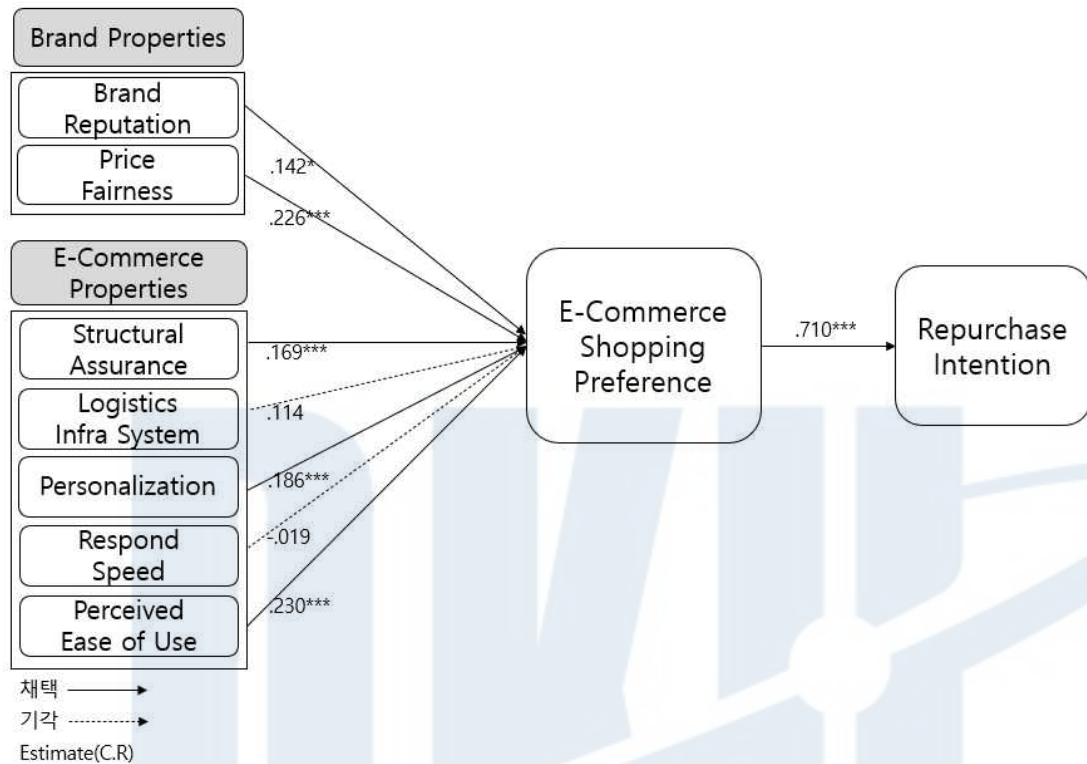 Brand Properties
Brand
Reputation
Price
Fairness
.142*
.226***
E-Commerce
Properties
Structural
Assurance
.169***
Logistics
Infra System
.114
Personalization
.186***
Respond
Speed
-.019
Perceived
Ease of Use
.230***
E-Commerce
Shopping
Preference
.710***
Repurchase
Intention
채택
기각
Estimate(C.R)